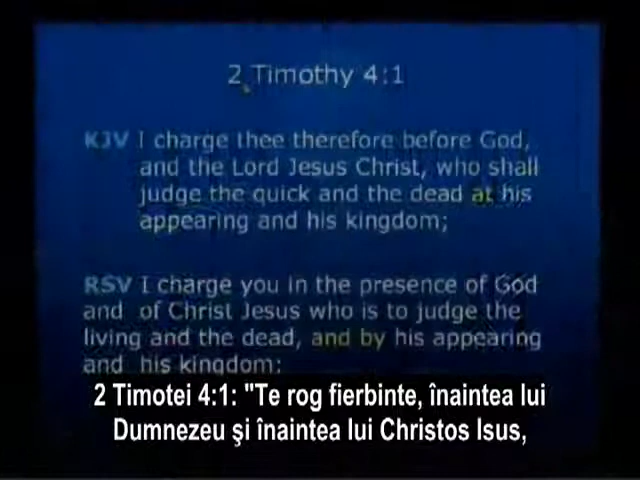 2 Timothy 4:1
KJV I charge thee therefore before God,
and the Lord Jesus Christ, who shall
judge the quick and the dead at his
appearing and his kingdom;
RSV I charge you in the presence of God
and of Christ Jesus who is to judge the
living and the dead, and by his appearing
and his kingdom:
2 Timotei 4:1: "Te rog fierbinte, înaintea lui
Dumnezeu şi înaintea lui Christos Isus,